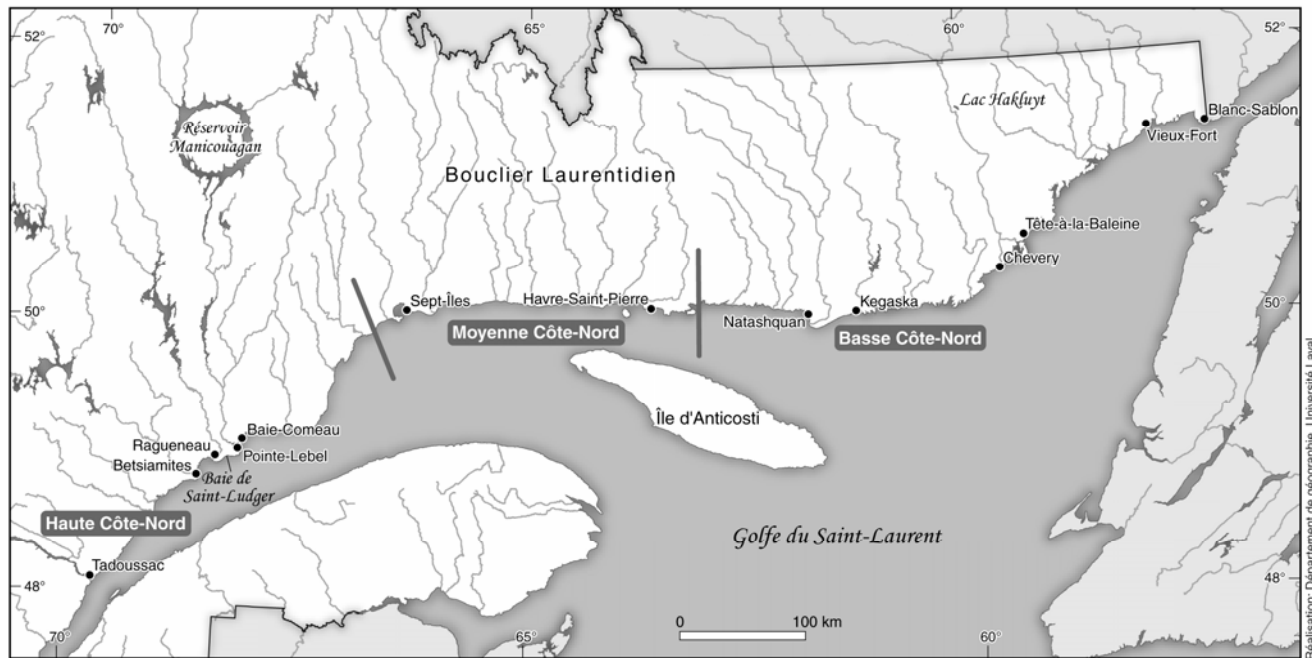 70°
65°
60°
52°
52°
Lac Hakluyt
Blanc-Sablon
Vieux-Fort
Réservoir
Manicouagan
Bouclier Laurentidien
Tête-à-la-Baleine
Chevery
50°
Sept-Îles
Havre-Saint-Pierre
Kegaska
50°
Natashquan
Moyenne Côte-Nord
Basse Côte-Nord
Île d'Anticosti
Baie-Comeau
Ragueneau
Pointe-Lebel
Betsiamites
Baie de
Saint-Ludger
Haute Côte-Nord
Golfe du Saint-Laurent
Tadoussac
48°
48°
0
100 km
70°
65°
60°
Réalisation: Département de géographie, Université Laval